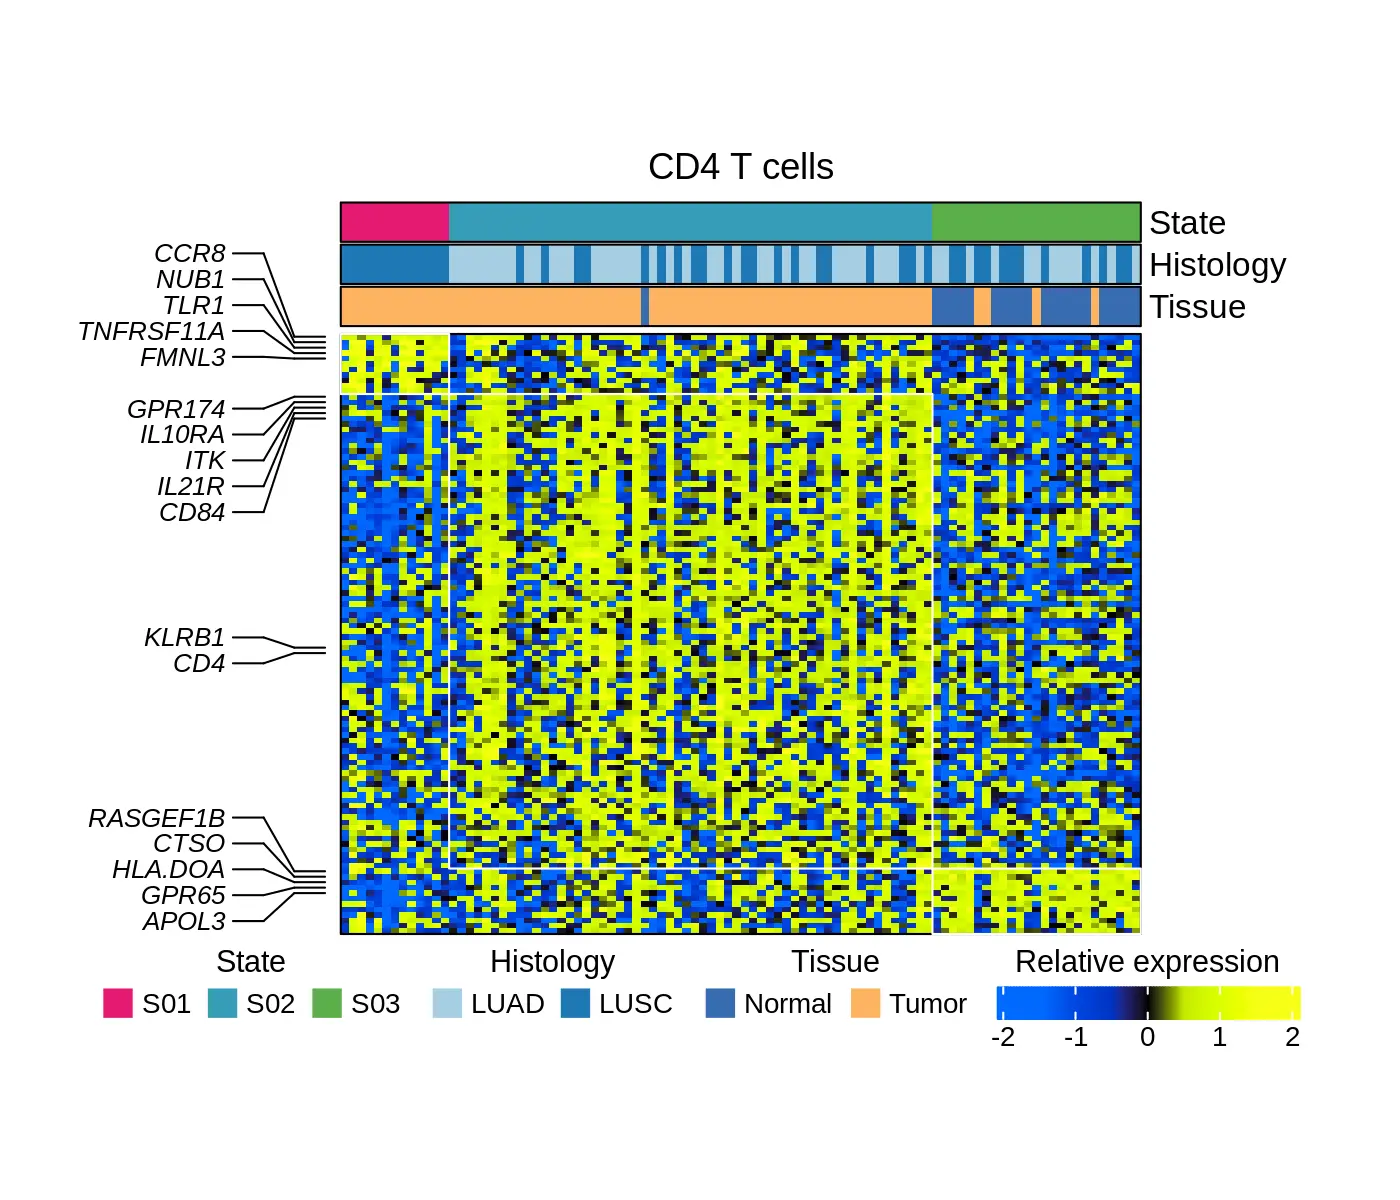 CD4 T cells
State
Histology
Tissue
CCR8
NUB1
TLR1
TNFRSF11A
FMNL3
GPR174
IL10RA
ITK
IL21R
CD84
KLRB1
CD4
RASGEF1B
CTSO
HLA.DOA
GPR65
APOL3
State Histology Tissue Relative expression
S01 S02 S03 LUAD LUSC Normal Tumor
-2 -1 0 1 2